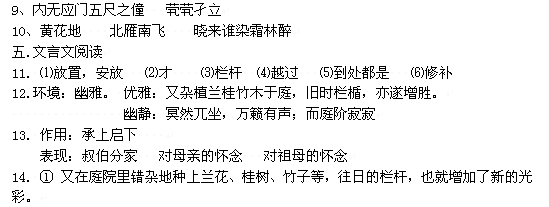 9、内无应门五尺之僮  茕茕孑立
10、黄花地  北雁南飞  晓来谁染霜林醉
五.文言文阅读
11. ⑴放置，安放  ⑵才  ⑶栏杆  ⑷越过  ⑸到处都是  ⑹修补
12.环境：幽雅。 优雅：又杂植兰桂竹木于庭，旧时栏楯，亦遂增胜。
幽静：冥然兀坐，万籁有声；而庭阶寂寂
13. 作用：承上启下
表现：叔伯分家  对母亲的怀念  对祖母的怀念
14. ① 又在庭院里错杂地种上兰花、桂树、竹子等，往日的栏杆，也就增加了新的光
彩。